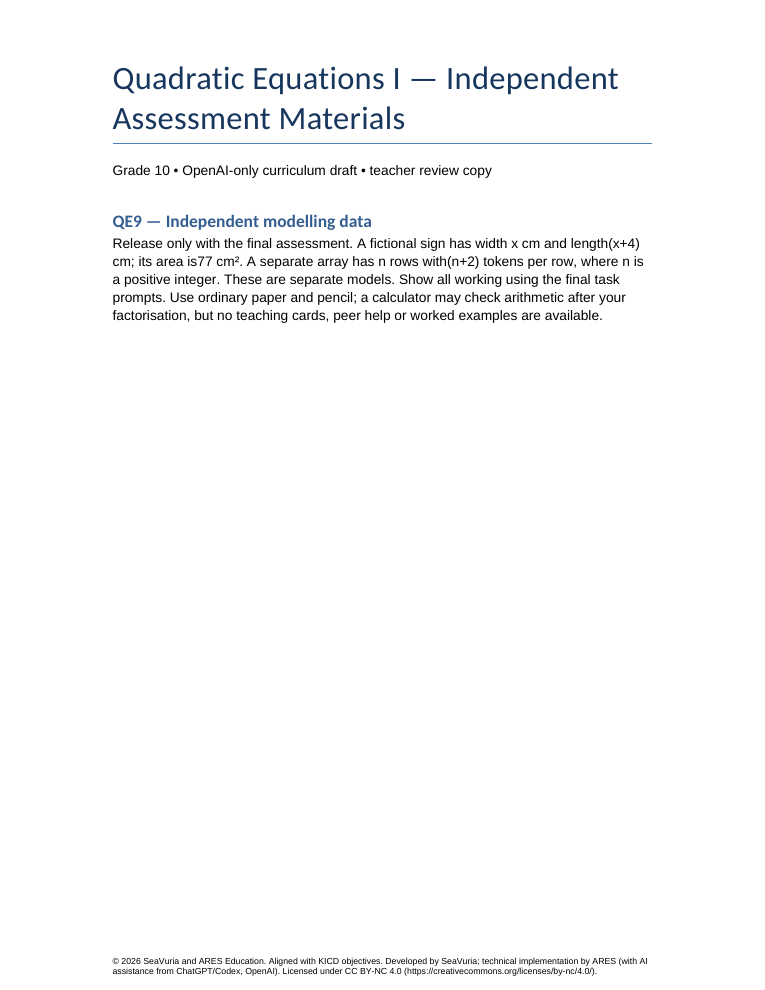 Quadratic Equations I — Independent
Assessment Materials
Grade 10 • OpenAI-only curriculum draft • teacher review copy
QE9 — Independent modelling data
Release only with the final assessment. A fictional sign has width x cm and length(x+4)
cm; its area is77 cm². A separate array has n rows with(n+2) tokens per row, where n is
a positive integer. These are separate models. Show all working using the final task
prompts. Use ordinary paper and pencil; a calculator may check arithmetic after your
factorisation, but no teaching cards, peer help or worked examples are available.
© 2026 SeaVuria and ARES Education. Aligned with KICD objectives. Developed by SeaVuria; technical implementation by ARES (with AI
assistance from ChatGPT/Codex, OpenAI). Licensed under CC BY-NC 4.0 (https://creativecommons.org/licenses/by-nc/4.0/).